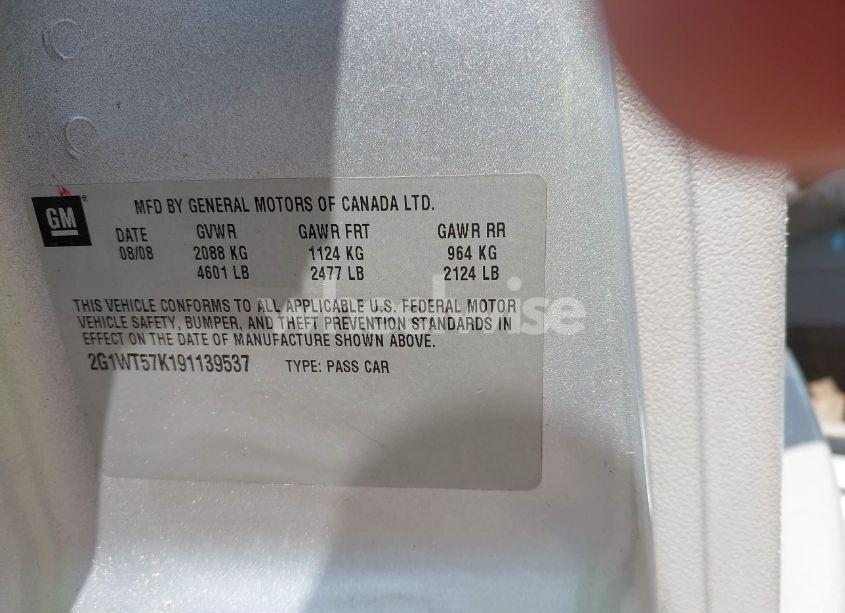 GM®
MFD BY GENERAL MOTORS OF CANADA LTD.
DATE GVWR GAWR FRT GAWR RR
08/08 2088 KG 1124 KG 964 KG
4601 LB 2477 LB 2124 LB
THIS VEHICLE CONFORMS TO ALL APPLICABLE U.S. FEDERAL MOTOR
VEHICLE SAFETY, BUMPER, AND THEFT PREVENTION STANDARDS IN
EFFECT ON THE DATE OF MANUFACTURE SHOWN ABOVE.
2G1WT57K191139537 TYPE: PASS CAR